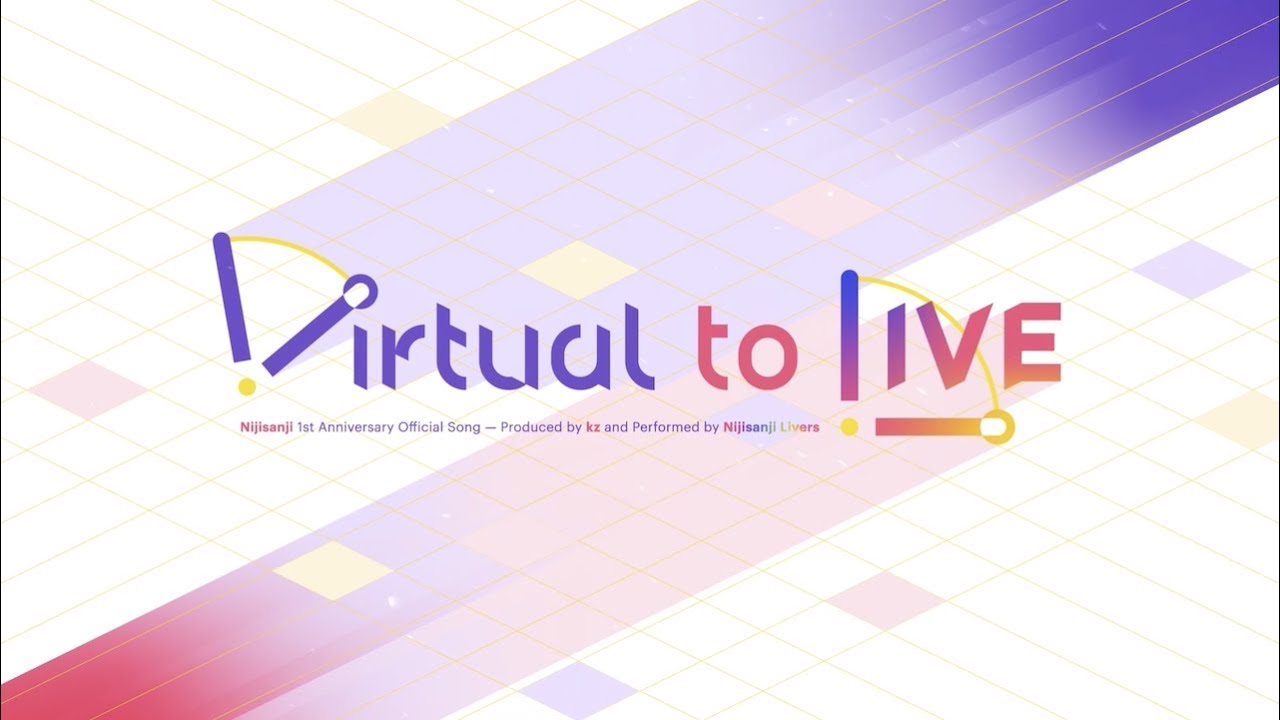 Virtual to LIVE
Nijisanji 1st Anniversary Official Song — Produced by kz and Performed by Nijisanji Livers